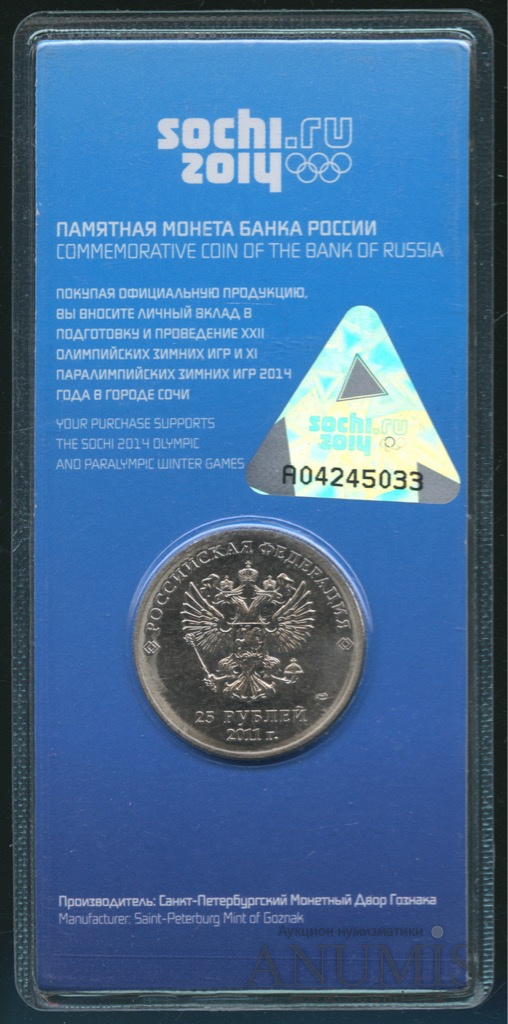 sochi.ru
2014
ПАМЯТНАЯ МОНЕТА БАНКА РОССИИ
COMMEMORATIVE COIN OF THE BANK OF RUSSIA
ПОКУПАЯ ОФИЦИАЛЬНУЮ ПРОДУКЦИЮ,
ВЫ ВНОСИТЕ ЛИЧНЫЙ ВКЛАД В
ПОДГОТОВКУ И ПРОВЕДЕНИЕ XXII
ОЛИМПИЙСКИХ ЗИМНИХ ИГР И XI
ПАРАЛИМПИЙСКИХ ЗИМНИХ ИГР 2014
ГОДА В ГОРОДЕ СОЧИ
YOUR PURCHASE SUPPORTS
THE SOCHI 2014 OLYMPIC
AND PARALYMPIC WINTER GAMES
sochi.ru
2014
A04245033
РОССИЙСКАЯ ФЕДЕРАЦИЯ
25 РУБЛЕЙ
2011 г.
Производитель: Санкт-Петербургский Монетный Двор Гознака
Manufacturer: Saint-Peterburg Mint of Goznak
Аукцион нумизматики
ANUMIS